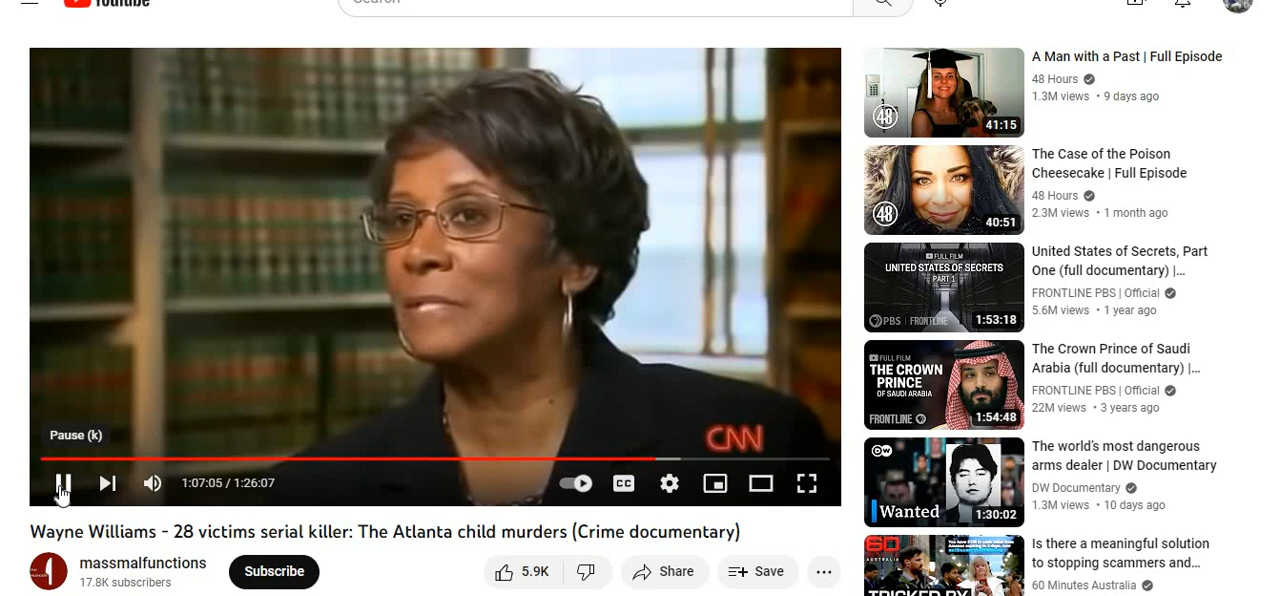 YouTube
Search
CNN
Pause (k)
1:07:05 / 1:26:07
CC
Wayne Williams - 28 victims serial killer: The Atlanta child murders (Crime documentary)
massmalfunctions
17.8K subscribers
Subscribe
5.9K
Share
Save
48
41:15
A Man with a Past | Full Episode
48 Hours
1.3M views • 9 days ago
48
40:51
The Case of the Poison
Cheesecake | Full Episode
48 Hours
2.3M views • 1 month ago
FULL FILM
UNITED STATES OF SECRETS
PART 1
PBS | FRONTLINE
1:53:18
United States of Secrets, Part
One (full documentary) |...
FRONTLINE PBS | Official
5.6M views • 1 year ago
FULL FILM
THE CROWN
PRINCE
OF SAUDI ARABIA
FRONTLINE
1:54:48
The Crown Prince of Saudi
Arabia (full documentary) |...
FRONTLINE PBS | Official
22M views • 3 years ago
DW
Wanted
1:30:02
The world's most dangerous
arms dealer | DW Documentary
DW Documentary
1.3M views • 10 days ago
60
AUSTRALIA
TRICKED BY
Is there a meaningful solution
to stopping scammers and...
60 Minutes Australia